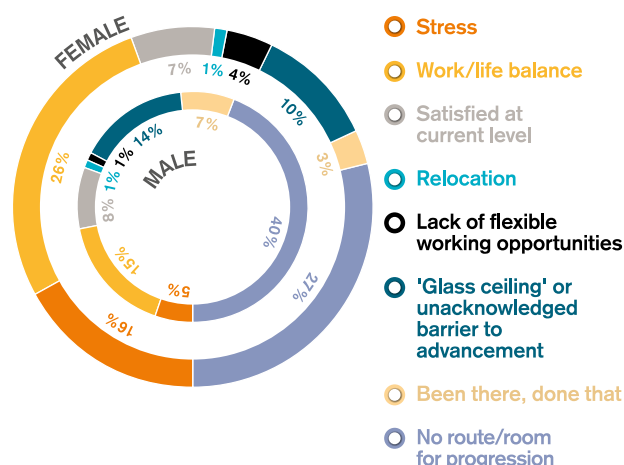 FEMALE
7%
1%
4%
10%
3%
27%
16%
26%
MALE
14%
7%
40%
5%
15%
8%
1%
1%
Stress
Work/life balance
Satisfied at
current level
Relocation
Lack of flexible
working opportunities
'Glass ceiling' or
unacknowledged
barrier to
advancement
Been there, done that
No route/room
for progression